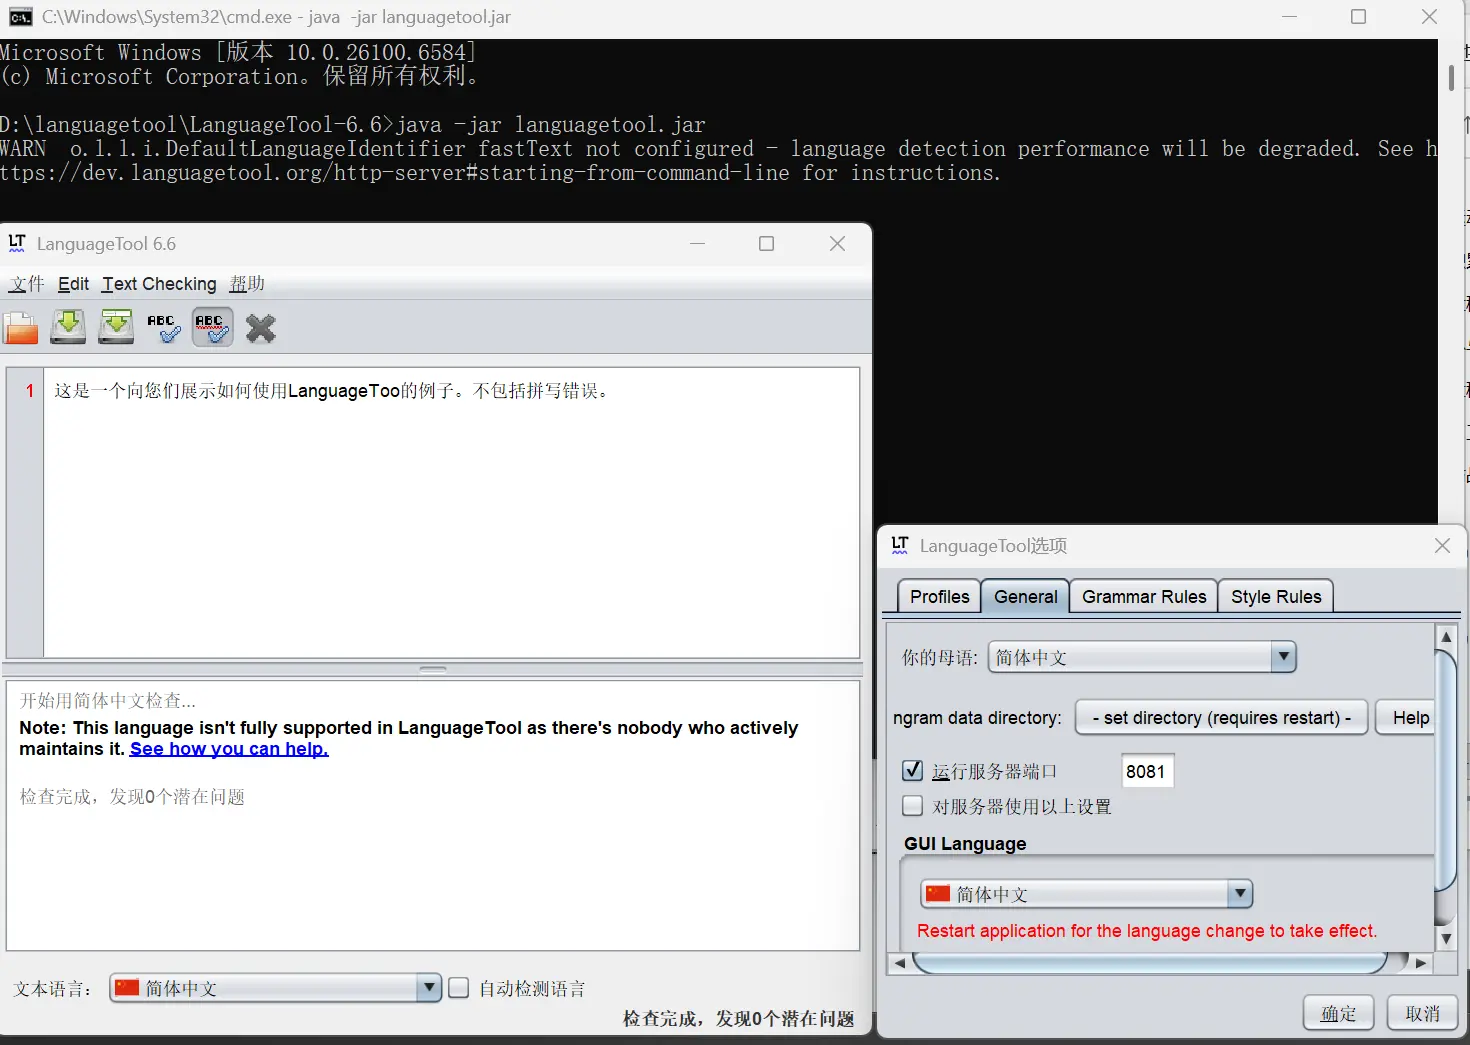 C:\Windows\System32\cmd.exe - java -jar languagetool.jar
Microsoft Windows [版本 10.0.26100.6584]
(c) Microsoft Corporation。保留所有权利。
D:\languagetool\LanguageTool-6.6>java -jar languagetool.jar
WARN  o.l.l.i.DefaultLanguageIdentifier fastText not configured - language detection performance will be degraded. See h
ttps://dev.languagetool.org/http-server#starting-from-command-line for instructions.
LanguageTool 6.6
文件 Edit Text Checking 帮助
ABC ABC
1 这是一个向您们展示如何使用LanguageToo的例子。不包括拼写错误。
开始用简体中文检查...
Note: This language isn't fully supported in LanguageTool as there's nobody who actively
maintains it. See how you can help.
检查完成，发现0个潜在问题
文本语言： 简体中文 自动检测语言
检查完成，发现0个潜在问题
LanguageTool选项
Profiles General Grammar Rules Style Rules
你的母语: 简体中文
ngram data directory: - set directory (requires restart) - Help
运行服务器端口 8081
对服务器使用以上设置
GUI Language
简体中文
Restart application for the language change to take effect.
确定 取消